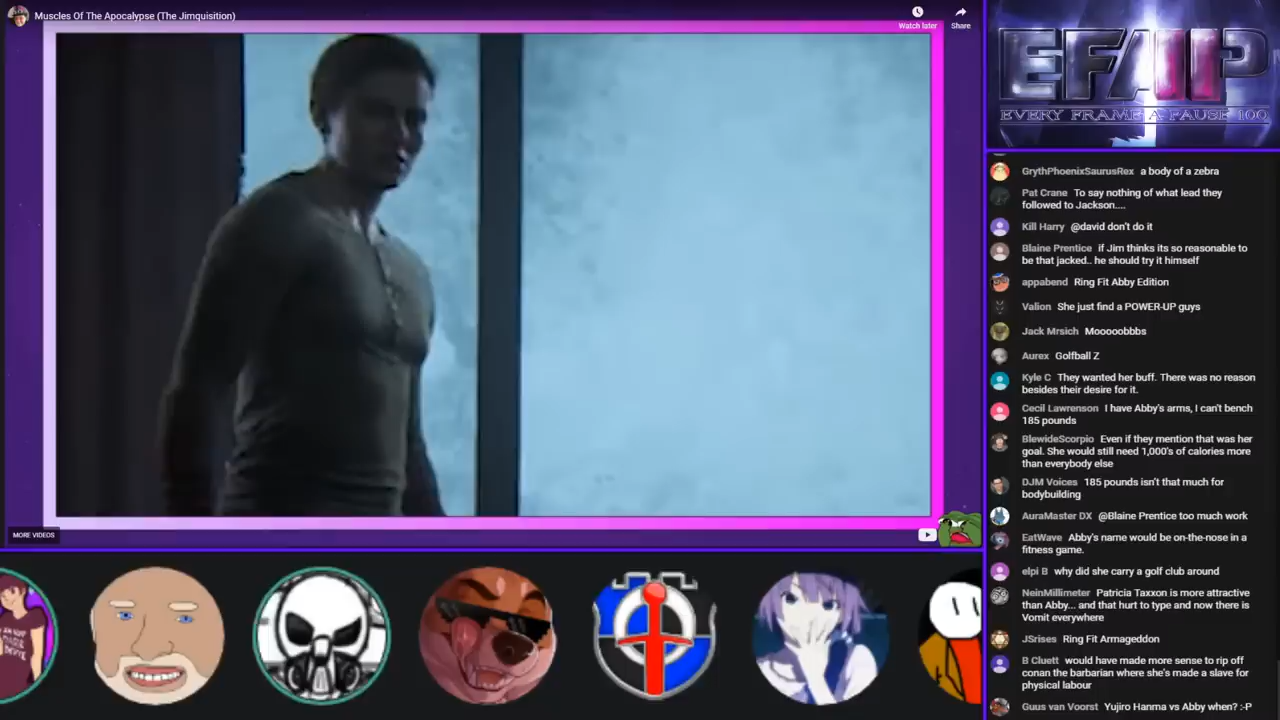 Muscles Of The Apocalypse (The Jimquisition)
Watch later
Share
MORE VIDEOS
EFAP
EVERY FRAME A PAUSE 100
GrythPhoenixSaurusRex a body of a zebra
Pat Crane To say nothing of what lead they
followed to Jackson....
Kill Harry @david don't do it
Blaine Prentice if Jim thinks its so reasonable to
be that jacked.. he should try it himself
appabend Ring Fit Abby Edition
Valion She just find a POWER-UP guys
Jack Mrsich Mooooobbbs
Aurex Golfball Z
Kyle C They wanted her buff. There was no reason
besides their desire for it.
Cecil Lawrenson I have Abby's arms, I can't bench
185 pounds
BlewideScorpio Even if they mention that was her
goal. She would still need 1,000's of calories more
than everybody else
DJM Voices 185 pounds isn't that much for
bodybuilding
AuraMaster DX @Blaine Prentice too much work
EatWave Abby's name would be on-the-nose in a
fitness game.
elpi B why did she carry a golf club around
NeinMillimeter Patricia Taxxon is more attractive
than Abby... and that hurt to type and now there is
Vomit everywhere
JSrises Ring Fit Armageddon
B Cluett would have made more sense to rip off
conan the barbarian where she's made a slave for
physical labour
Guus van Voorst Yujiro Hanma vs Abby when? :-P